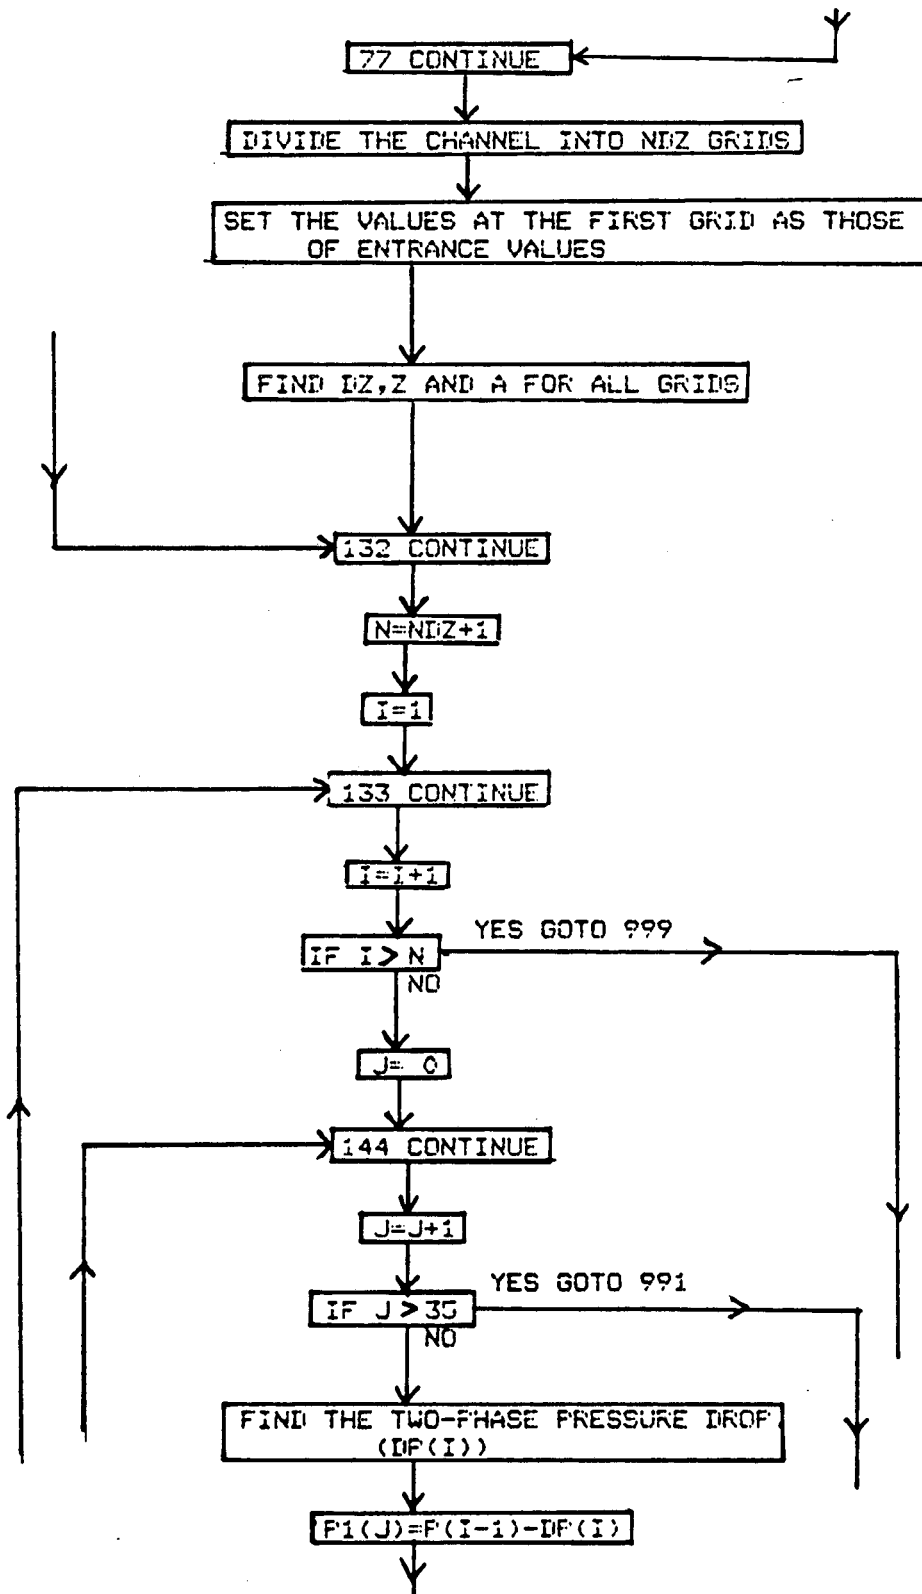 77 CONTINUE
DIVIDE THE CHANNEL INTO NDZ GRIDS
SET THE VALUES AT THE FIRST GRID AS THOSE
OF ENTRANCE VALUES
FIND DZ,Z AND A FOR ALL GRIDS
132 CONTINUE
N=NDZ+1
I=1
133 CONTINUE
I=I+1
YES GOTO 999
IF I > N
NO
J= 0
144 CONTINUE
J=J+1
YES GOTO 991
IF J > 35
NO
FIND THE TWO-PHASE PRESSURE DROP
(DP(I))
P1(J)=P(I-1)-DP(I)